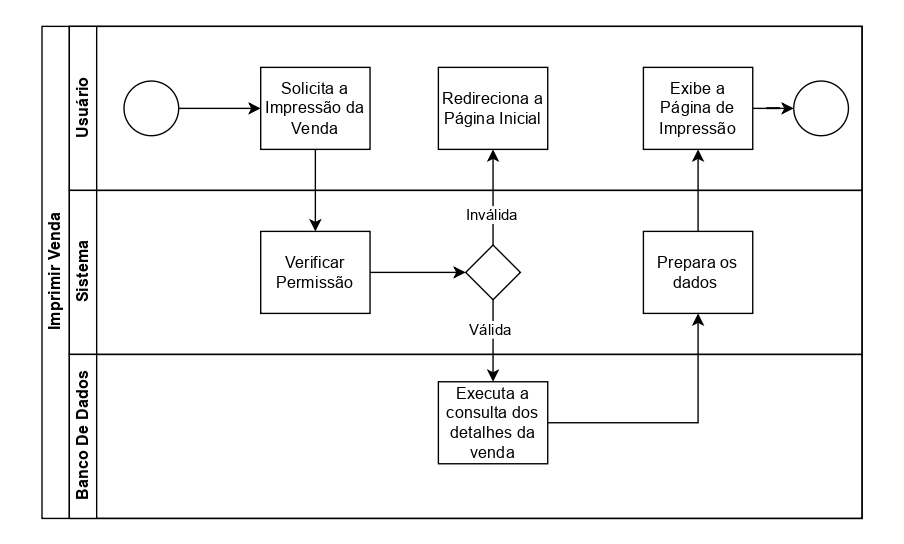 Imprimir Venda
Usuário
Solicita a
Impressão da
Venda
Redireciona a
Página Inicial
Exibe a
Página de
Impressão
Sistema
Verificar
Permissão
Inválida
Válida
Prepara os
dados
Banco De Dados
Executa a
consulta dos
detalhes da
venda